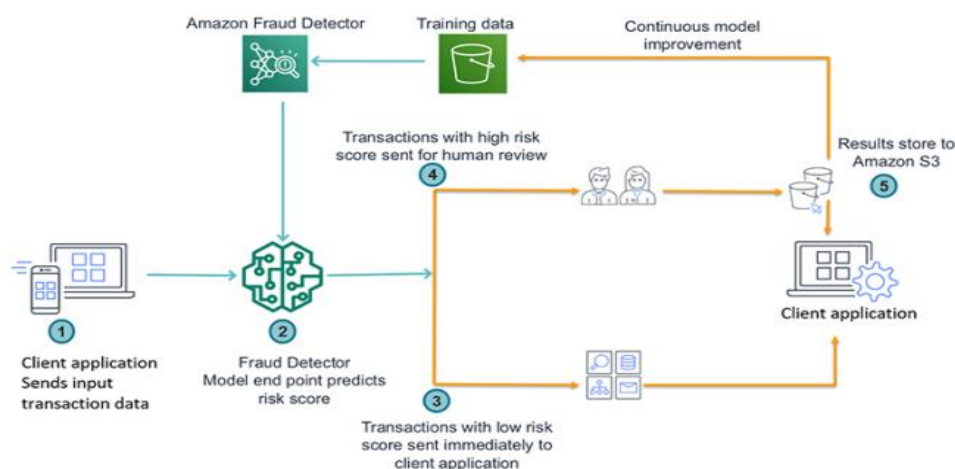 Amazon Fraud Detector
Training data
Continuous model
improvement
Transactions with high risk
score sent for human review
4
Results store to
Amazon S3
5
1
Client application
Sends input
transaction data
2
Fraud Detector
Model end point predicts
risk score
Client application
3
Transactions with low risk
score sent immediately to
client application